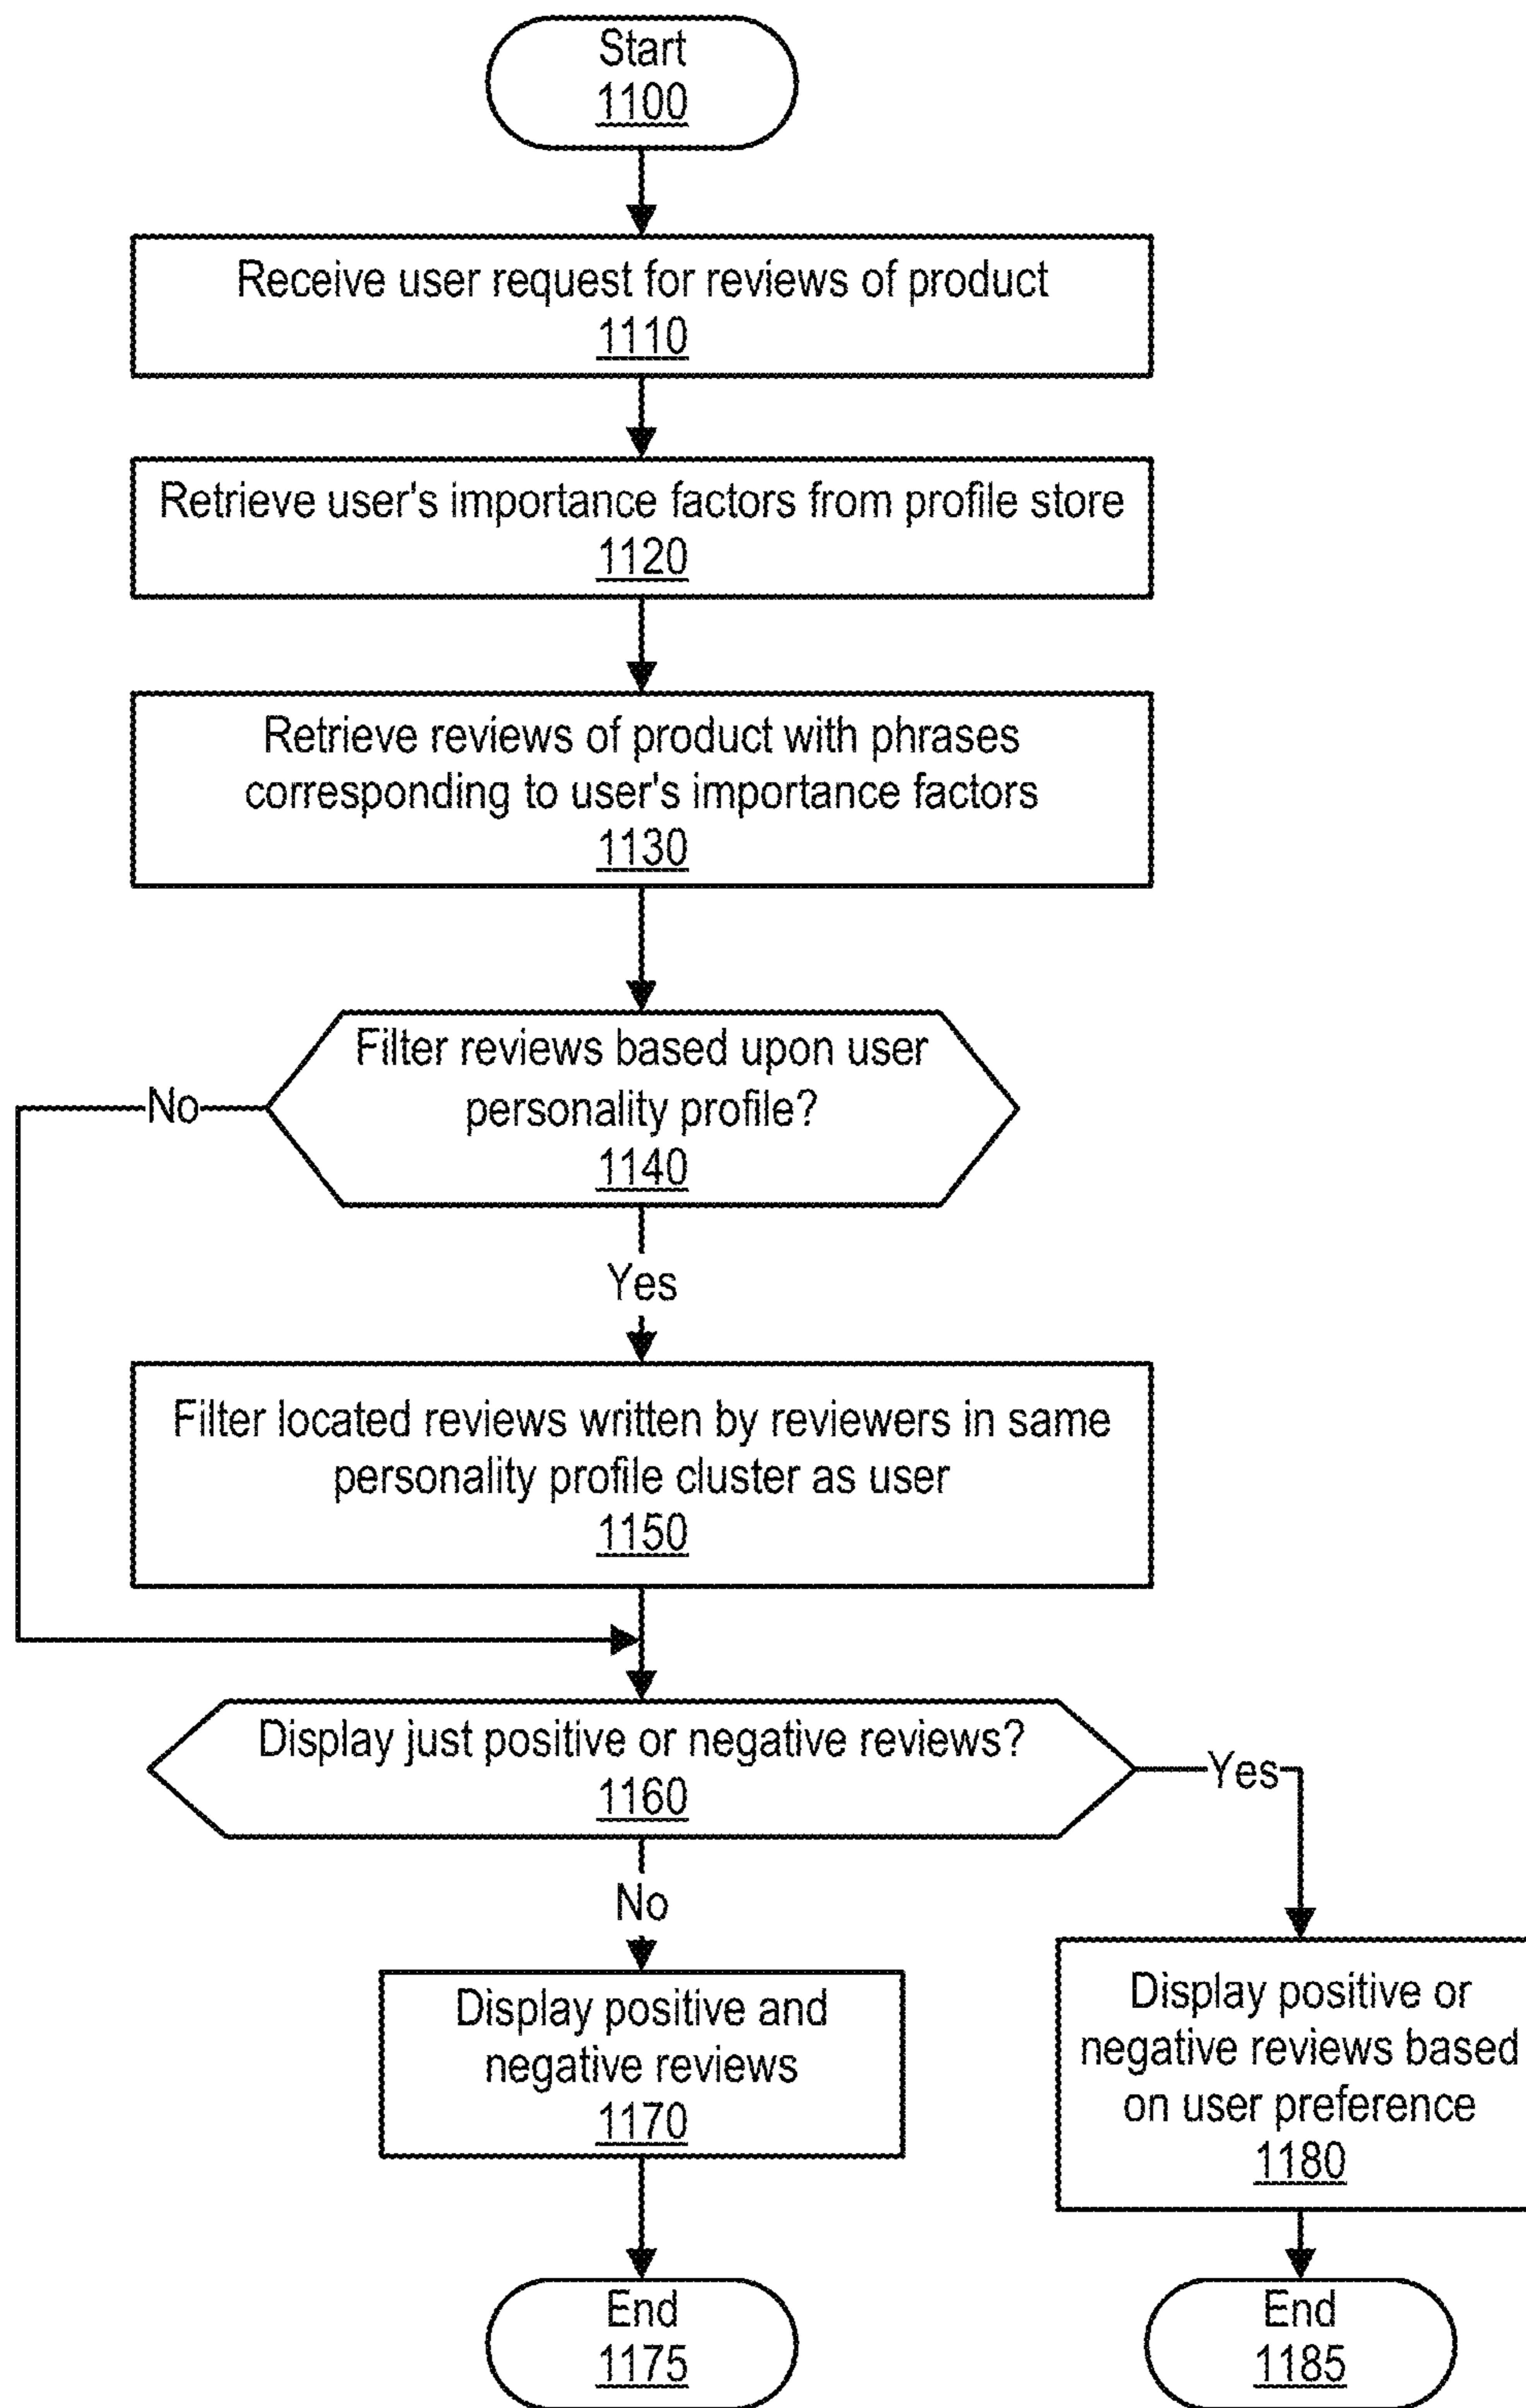 Start
1100
Receive user request for reviews of product
1110
Retrieve user's importance factors from profile store
1120
Retrieve reviews of product with phrases
corresponding to user's importance factors
1130
Filter reviews based upon user
personality profile?
1140
No
Yes
Filter located reviews written by reviewers in same
personality profile cluster as user
1150
Display just positive or negative reviews?
1160
Yes
No
Display positive and
negative reviews
1170
Display positive or
negative reviews based
on user preference
1180
End
1175
End
1185